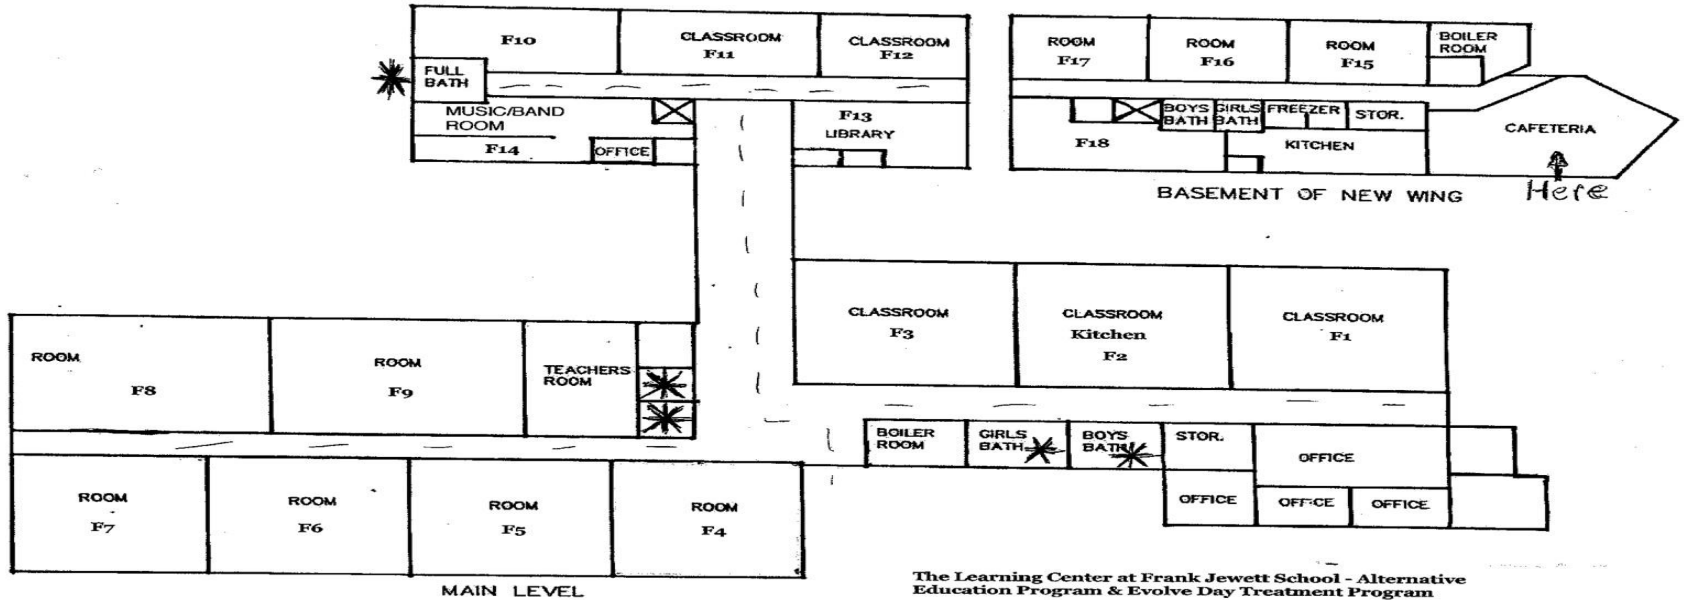 F10
CLASSROOM
F11
CLASSROOM
F12
FULL
BATH
MUSIC/BAND
ROOM
F14
OFFICE
F13
LIBRARY
ROOM
F17
ROOM
F16
ROOM
F15
BOILER
ROOM
BOYS
BATH
GIRLS
BATH
FREEZER
STOR.
F18
KITCHEN
CAFETERIA
BASEMENT OF NEW WING
Here
CLASSROOM
F3
CLASSROOM
Kitchen
F2
CLASSROOM
F1
ROOM
F8
ROOM
F9
TEACHERS
ROOM
BOILER
ROOM
GIRLS
BATH
BOYS
BATH
STOR.
OFFICE
OFFICE
OFFICE
OFFICE
ROOM
F7
ROOM
F6
ROOM
F5
ROOM
F4
MAIN LEVEL
The Learning Center at Frank Jewett School - Alternative
Education Program & Evolve Day Treatment Program